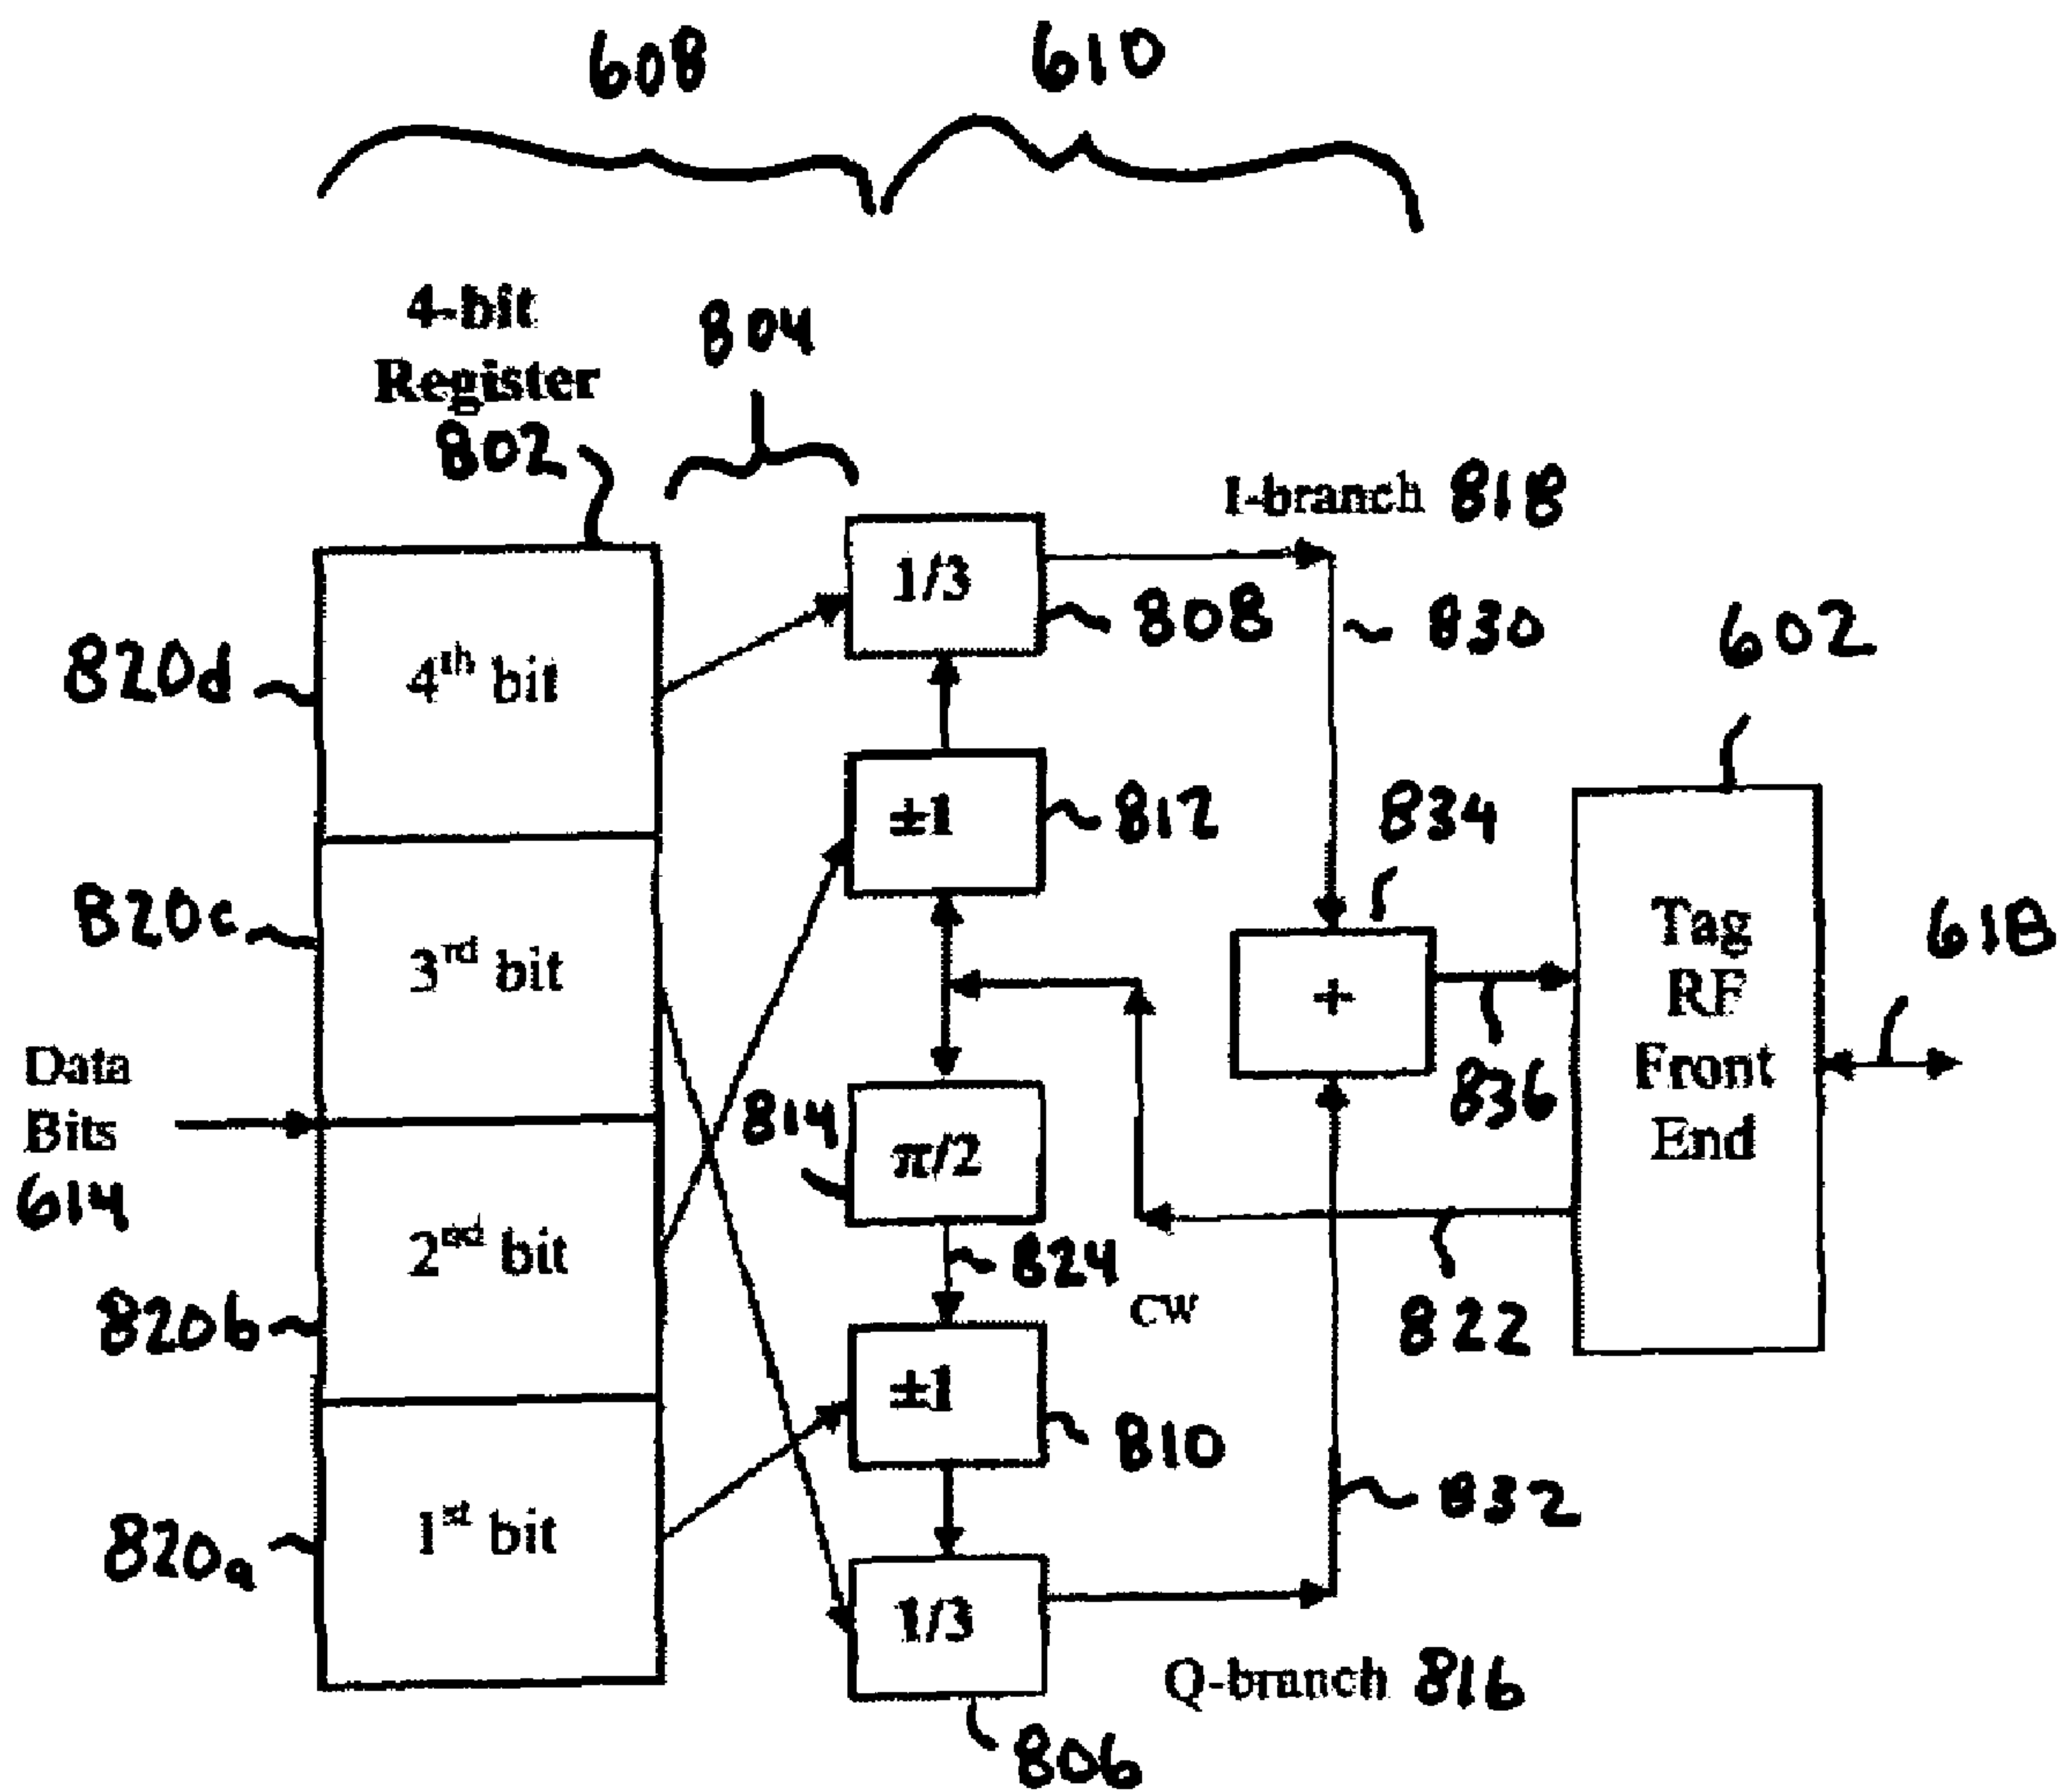 608
610
4-bit
Register
802
804
I-branch 818
1/3
808
830
602
820d
4th bit
±1
812
834
820c
3rd bit
Tag
RF
Front
End
618
+
836
Data
Bits
614
814
π/2
824
CW
822
2nd bit
820b
±1
810
832
1st bit
820a
1/3
Q-branch 816
806